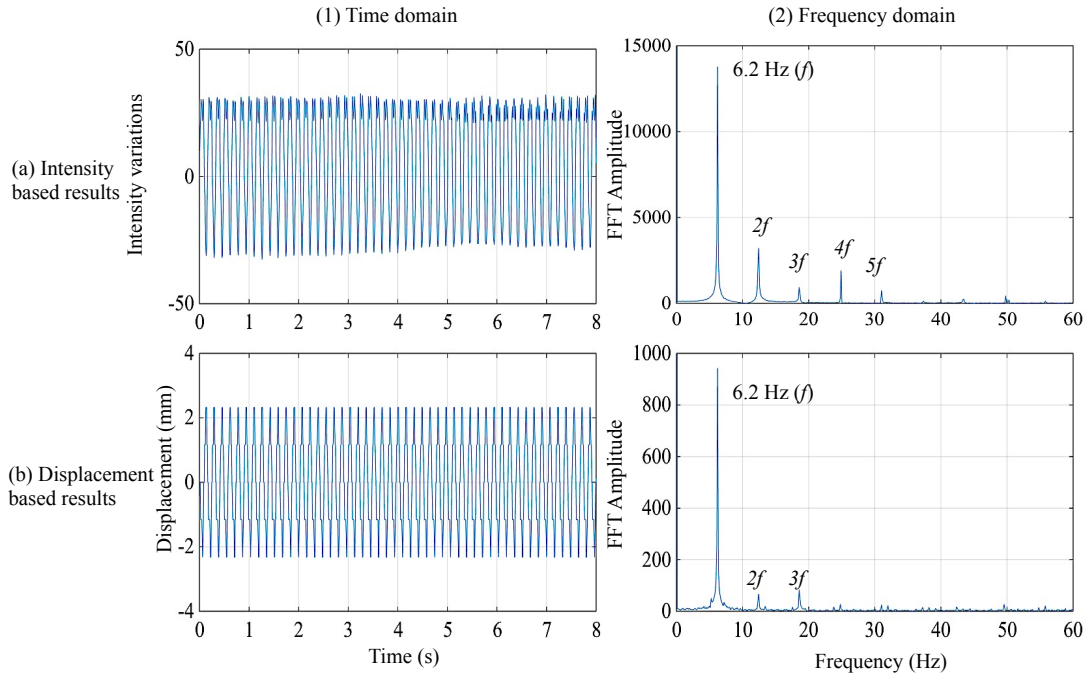 (1) Time domain
(2) Frequency domain
(a) Intensity
based results
Intensity variations
50
0
-50
0 1 2 3 4 5 6 7 8
FFT Amplitude
15000
10000
5000
0
6.2 Hz (f)
2f
3f
4f
5f
0 10 20 30 40 50 60
(b) Displacement
based results
Displacement (mm)
4
2
0
-2
-4
0 1 2 3 4 5 6 7 8
Time (s)
FFT Amplitude
1000
800
600
400
200
0
6.2 Hz (f)
2f
3f
0 10 20 30 40 50 60
Frequency (Hz)